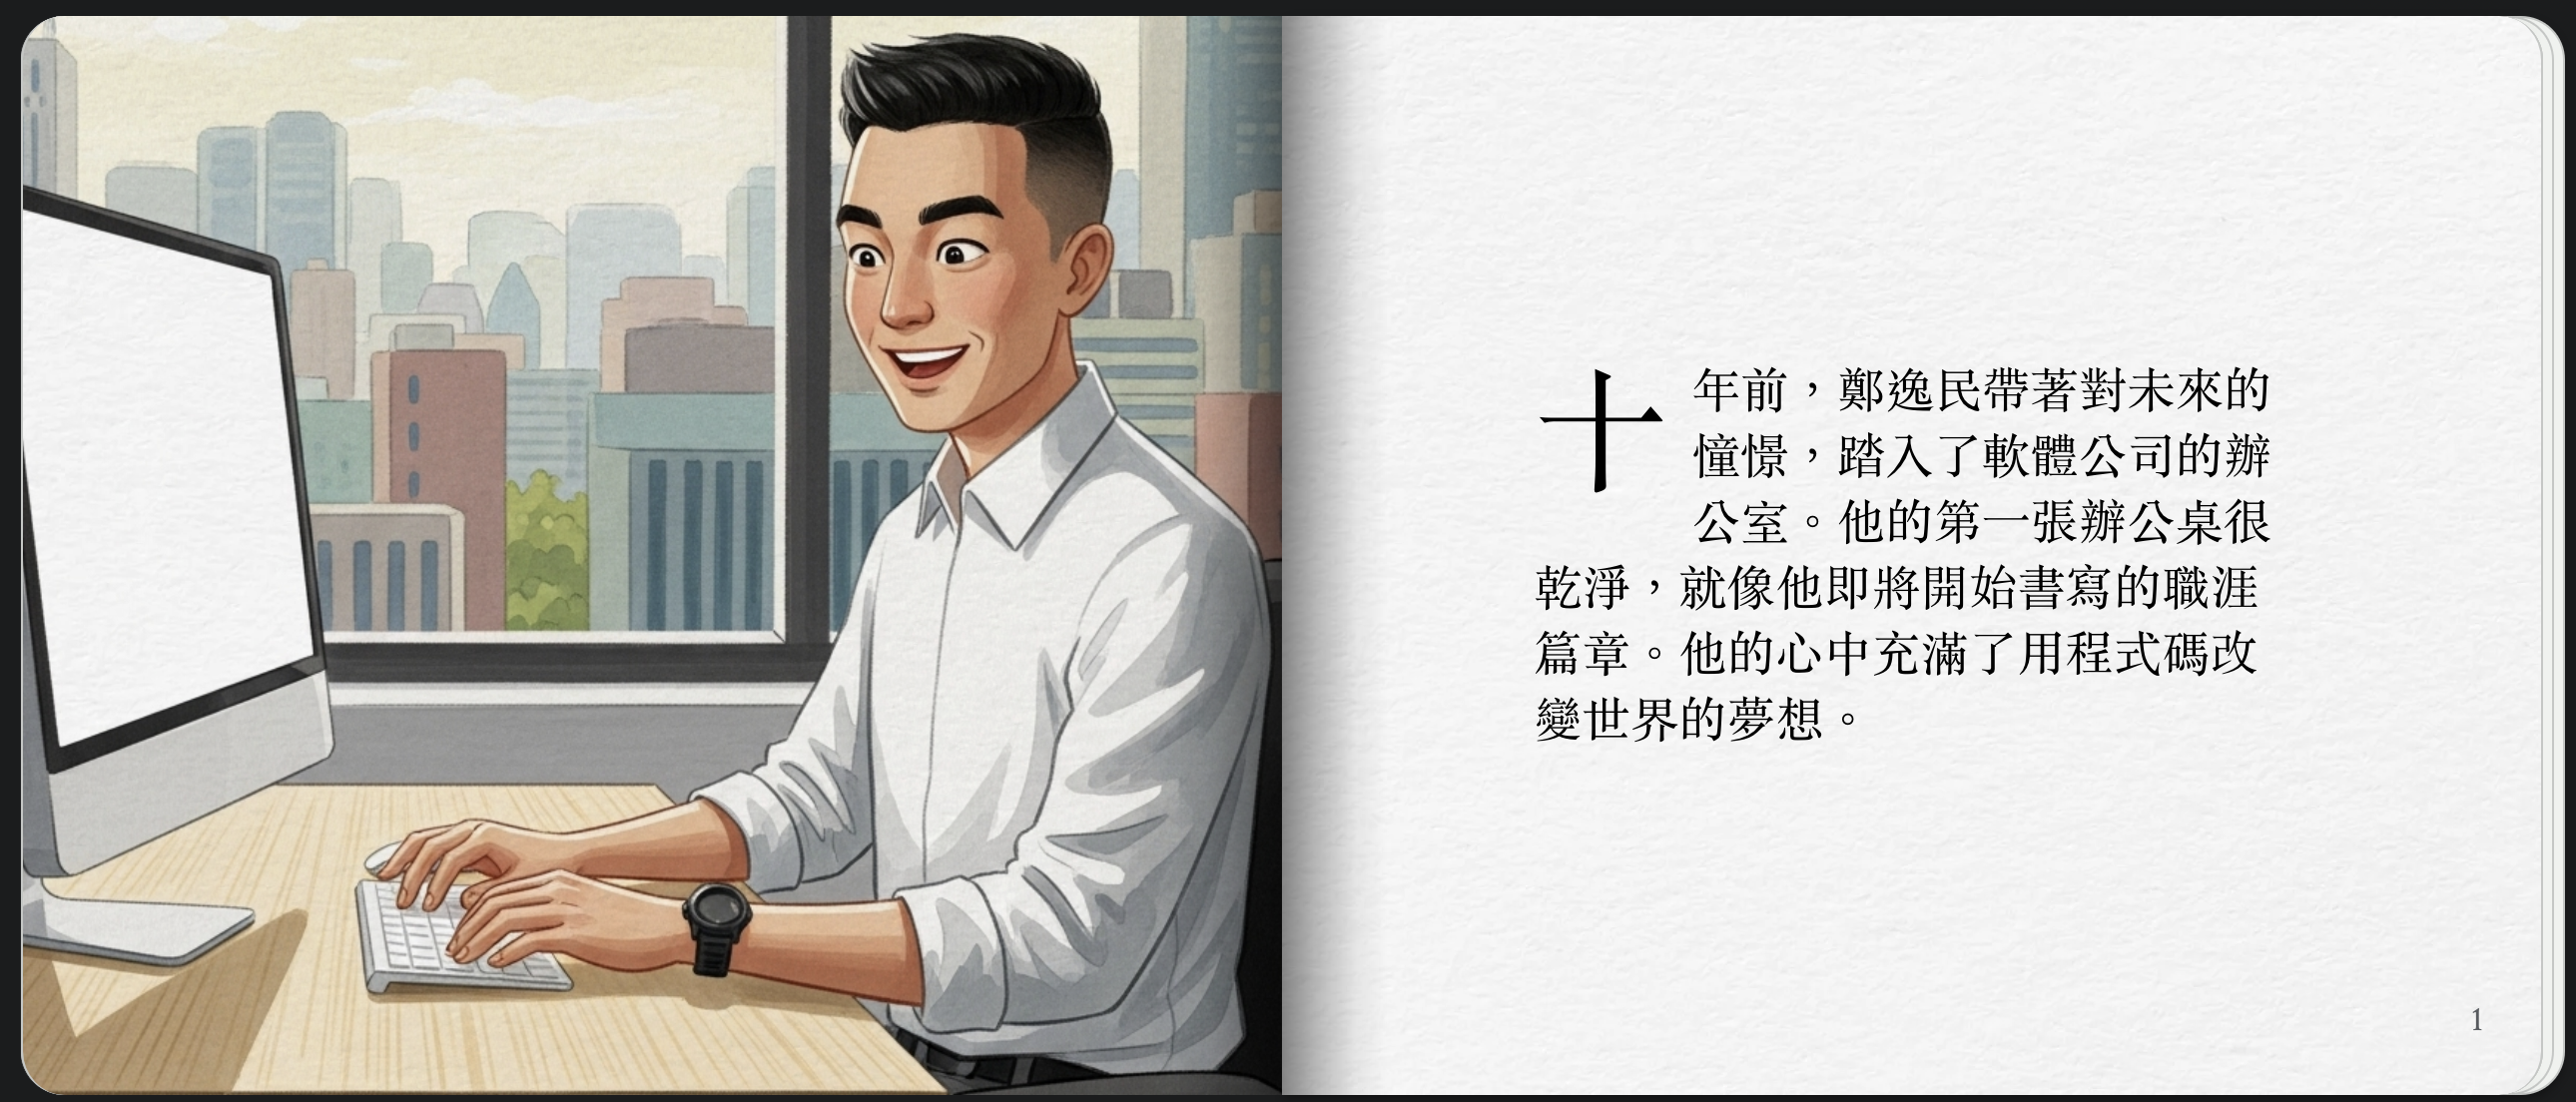 十年前，鄭逸民帶著對未來的
憧憬，踏入了軟體公司的辦
公室。他的第一張辦公桌很
乾淨，就像他即將開始書寫的職涯
篇章。他的心中充滿了用程式碼改
變世界的夢想。
1